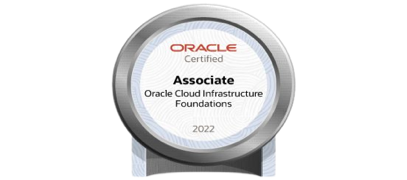 ORACLE
Certified
Associate
Oracle Cloud Infrastructure
Foundations
2022